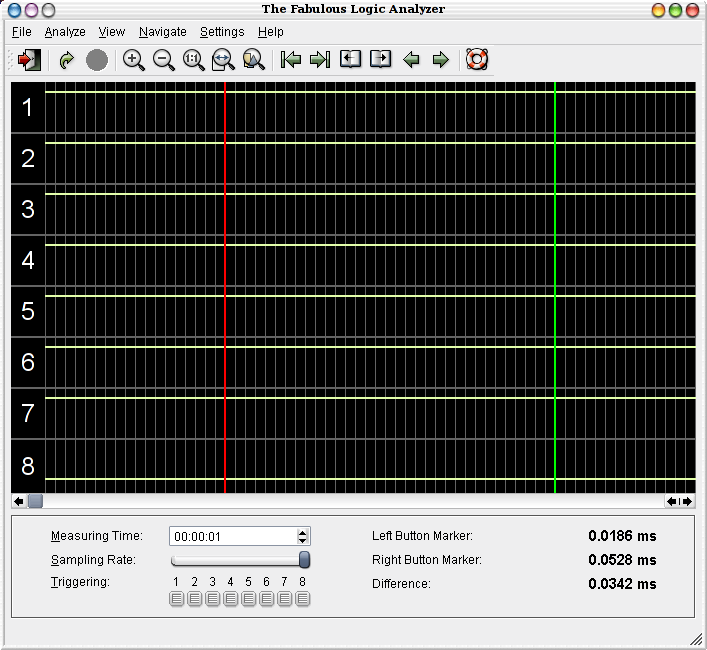 The Fabulous Logic Analyzer
File Analyze View Navigate Settings Help
1:1
1
2
3
4
5
6
7
8
Measuring Time: 00:00:01 Left Button Marker: 0.0186 ms
Sampling Rate: Right Button Marker: 0.0528 ms
Triggering: 1 2 3 4 5 6 7 8 Difference: 0.0342 ms